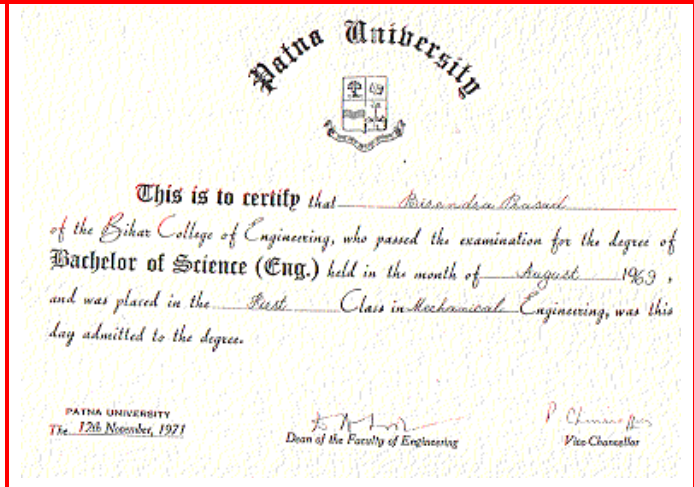 Patna University
This is to certify that Birendra Prasad
of the Bihar College of Engineering, who passed the examination for the degree of
Bachelor of Science (Eng.) held in the month of August 1969,
and was placed in the First Class in Mechanical Engineering, was this
day admitted to the degree.
PATNA UNIVERSITY
The 12th November, 1971
Dean of the Faculty of Engineering
Vice-Chancellor